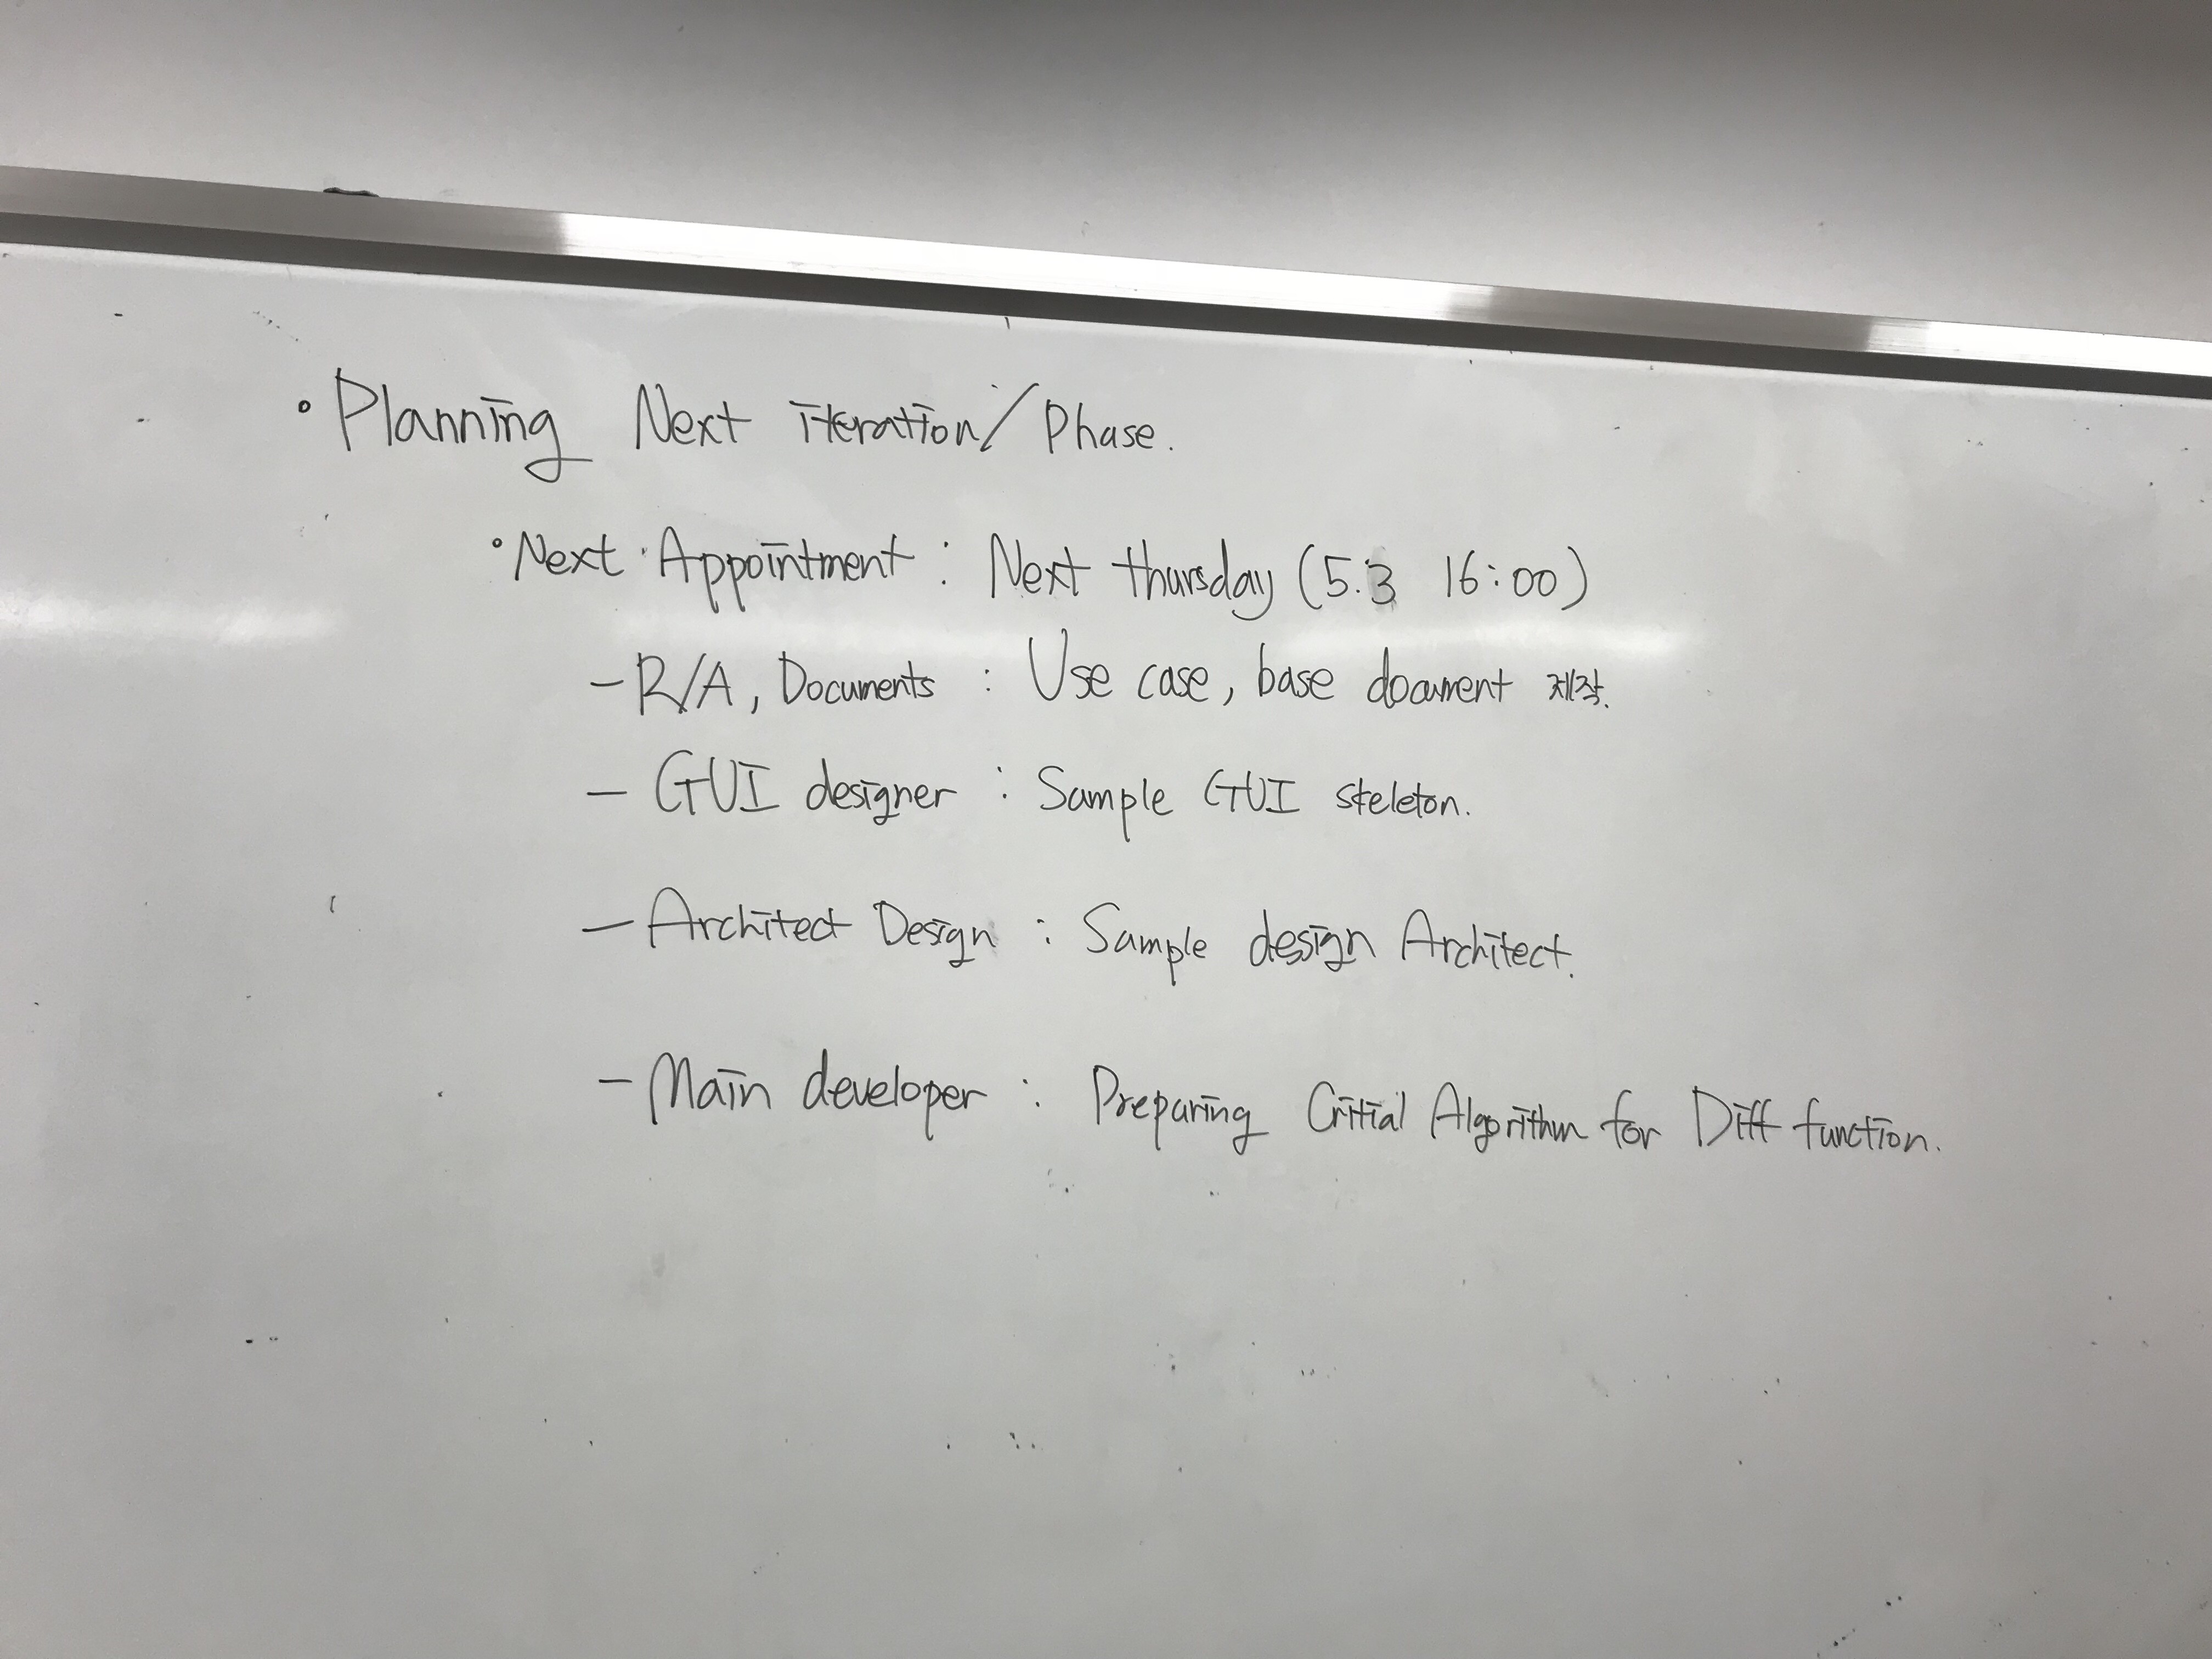 • Planning Next iteration/Phase.
• Next Appointment : Next thursday (5.3 16:00)
- R/A, Documents : Use case, base document 제작.
- GUI designer : Sample GUI skeleton.
- Architect Design : Sample design Architect.
- Main developer : Preparing Critial Algorithm for Diff function.